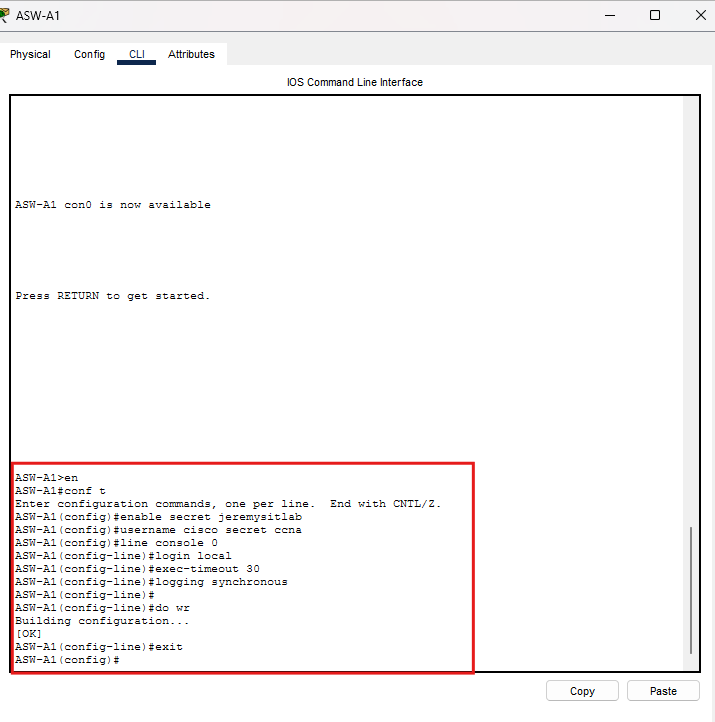 ASW-A1
Physical Config CLI Attributes
IOS Command Line Interface
ASW-A1 con0 is now available
Press RETURN to get started.
ASW-A1>en
ASW-A1#conf t
Enter configuration commands, one per line.  End with CNTL/Z.
ASW-A1(config)#enable secret jeremysitlab
ASW-A1(config)#username cisco secret ccna
ASW-A1(config)#line console 0
ASW-A1(config-line)#login local
ASW-A1(config-line)#exec-timeout 30
ASW-A1(config-line)#logging synchronous
ASW-A1(config-line)#
ASW-A1(config-line)#do wr
Building configuration...
[OK]
ASW-A1(config-line)#exit
ASW-A1(config)#
Copy Paste